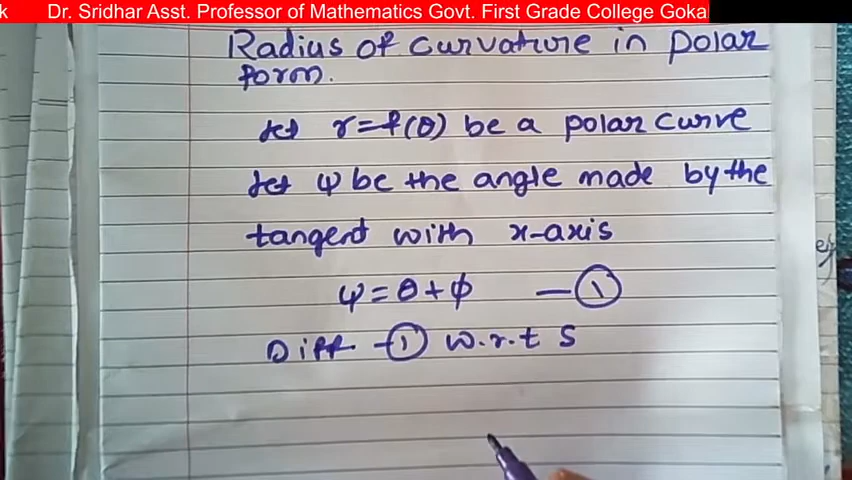 k Dr. Sridhar Asst. Professor of Mathematics Govt. First Grade College Goka
Radius of curvature in polar
form.
let r=f(θ) be a polar curve
let ψ be the angle made by the
tangent with x-axis
ψ = θ + φ —①
Diff —① w.r.t s